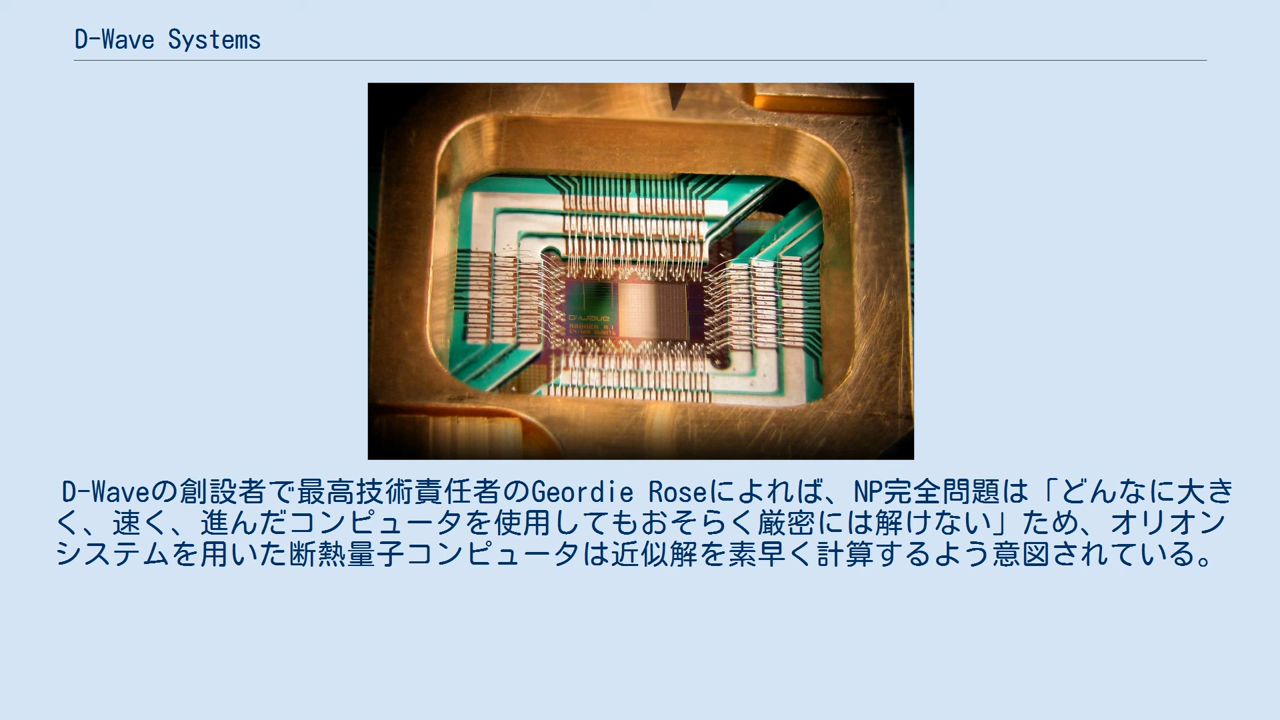 D-Wave Systems
D-Wave
D-Waveの創設者で最高技術責任者のGeordie Roseによれば、NP完全問題は「どんなに大き
く、速く、進んだコンピュータを使用してもおそらく厳密には解けない」ため、オリオン
システムを用いた断熱量子コンピュータは近似解を素早く計算するよう意図されている。